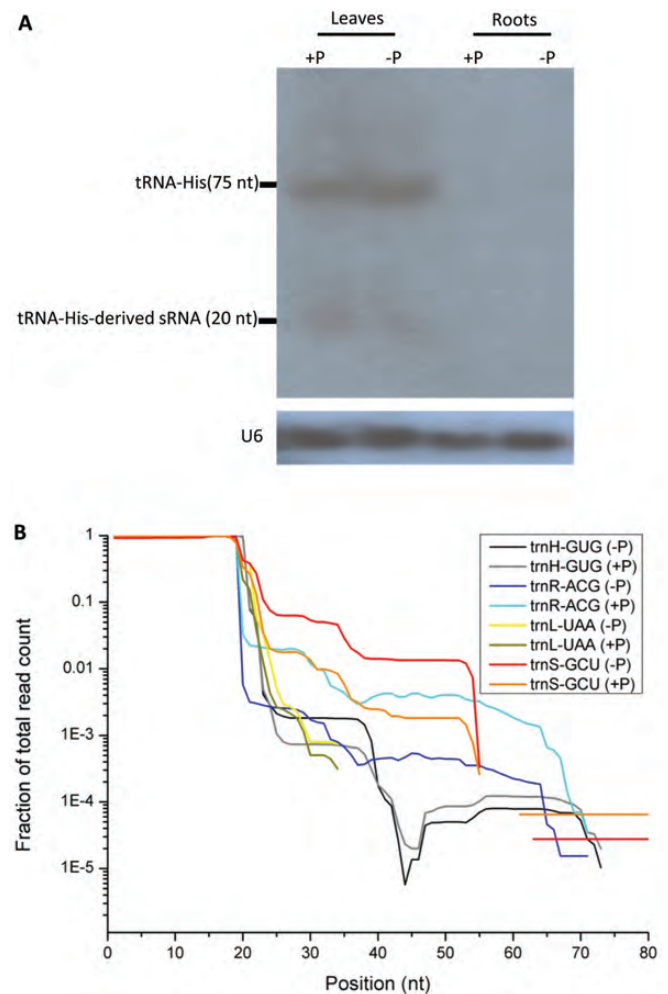 A
Leaves Roots
+P -P +P -P
tRNA-His(75 nt)
tRNA-His-derived sRNA (20 nt)
U6
B
Fraction of total read count
1
0.1
0.01
1E-3
1E-4
1E-5
trnH-GUG (-P)
trnH-GUG (+P)
trnR-ACG (-P)
trnR-ACG (+P)
trnL-UAA (-P)
trnL-UAA (+P)
trnS-GCU (-P)
trnS-GCU (+P)
0 10 20 30 40 50 60 70 80
Position (nt)